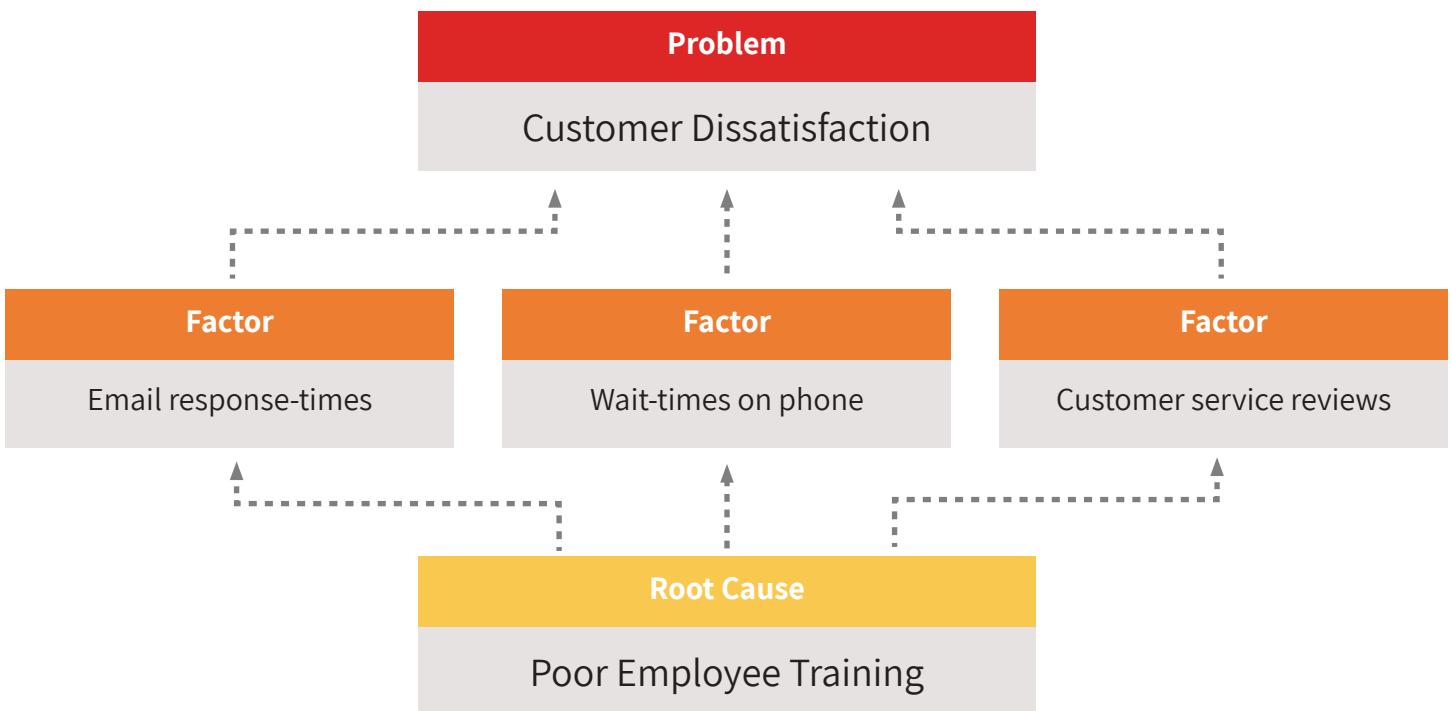 Problem
Customer Dissatisfaction
Factor
Email response-times
Factor
Wait-times on phone
Factor
Customer service reviews
Root Cause
Poor Employee Training